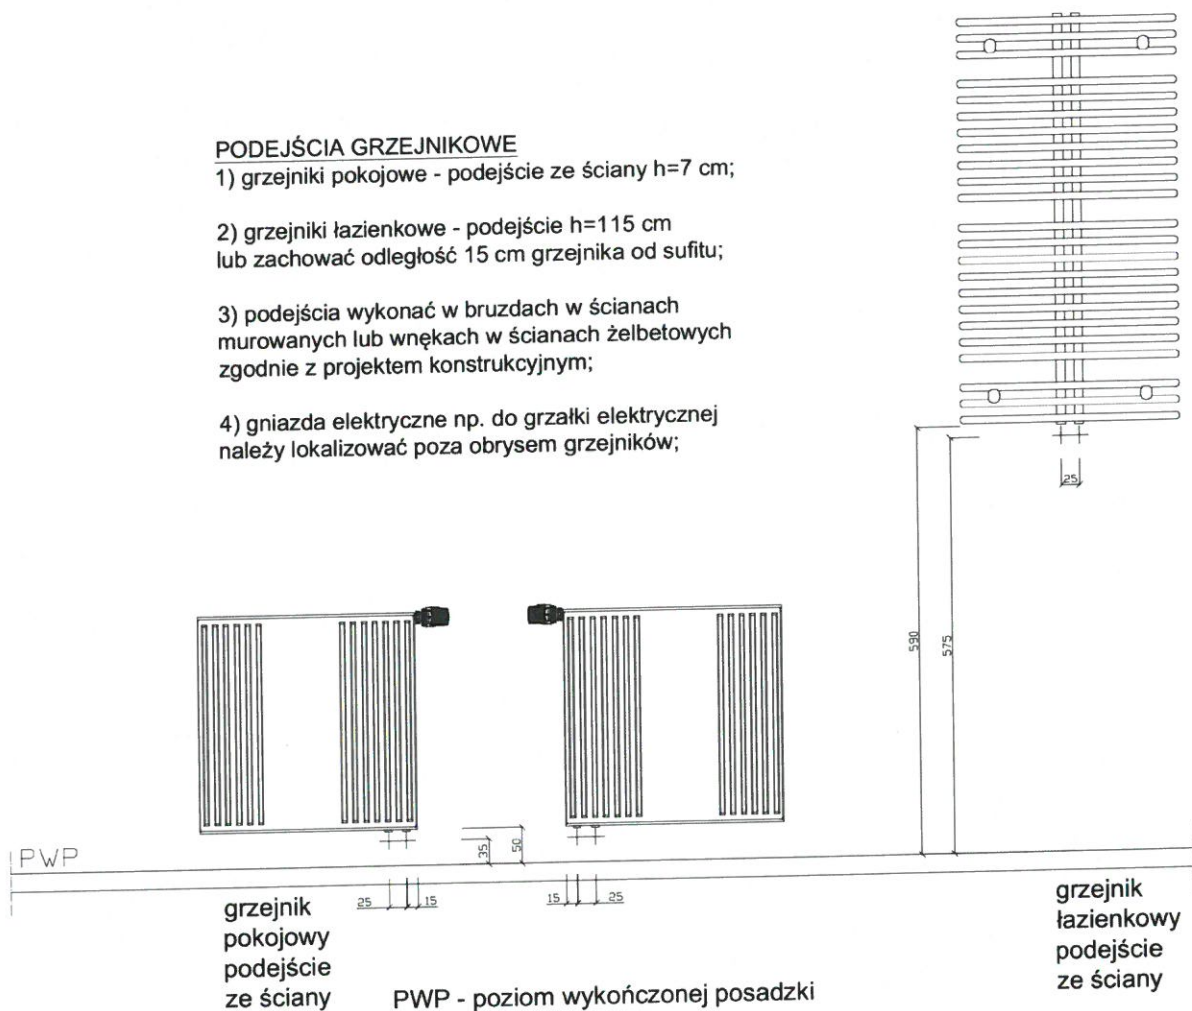 PODEJŚCIA GRZEJNIKOWE
1) grzejniki pokojowe - podejście ze ściany h=7 cm;
2) grzejniki łazienkowe - podejście h=115 cm
lub zachować odległość 15 cm grzejnika od sufitu;
3) podejścia wykonać w bruzdach w ścianach
murowanych lub wnękach w ścianach żelbetowych
zgodnie z projektem konstrukcyjnym;
4) gniazda elektryczne np. do grzałki elektrycznej
należy lokalizować poza obrysem grzejników;
25
590
575
35
50
PWP
25
15
15
25
grzejnik
pokojowy
podejście
ze ściany
grzejnik
łazienkowy
podejście
ze ściany
PWP - poziom wykończonej posadzki